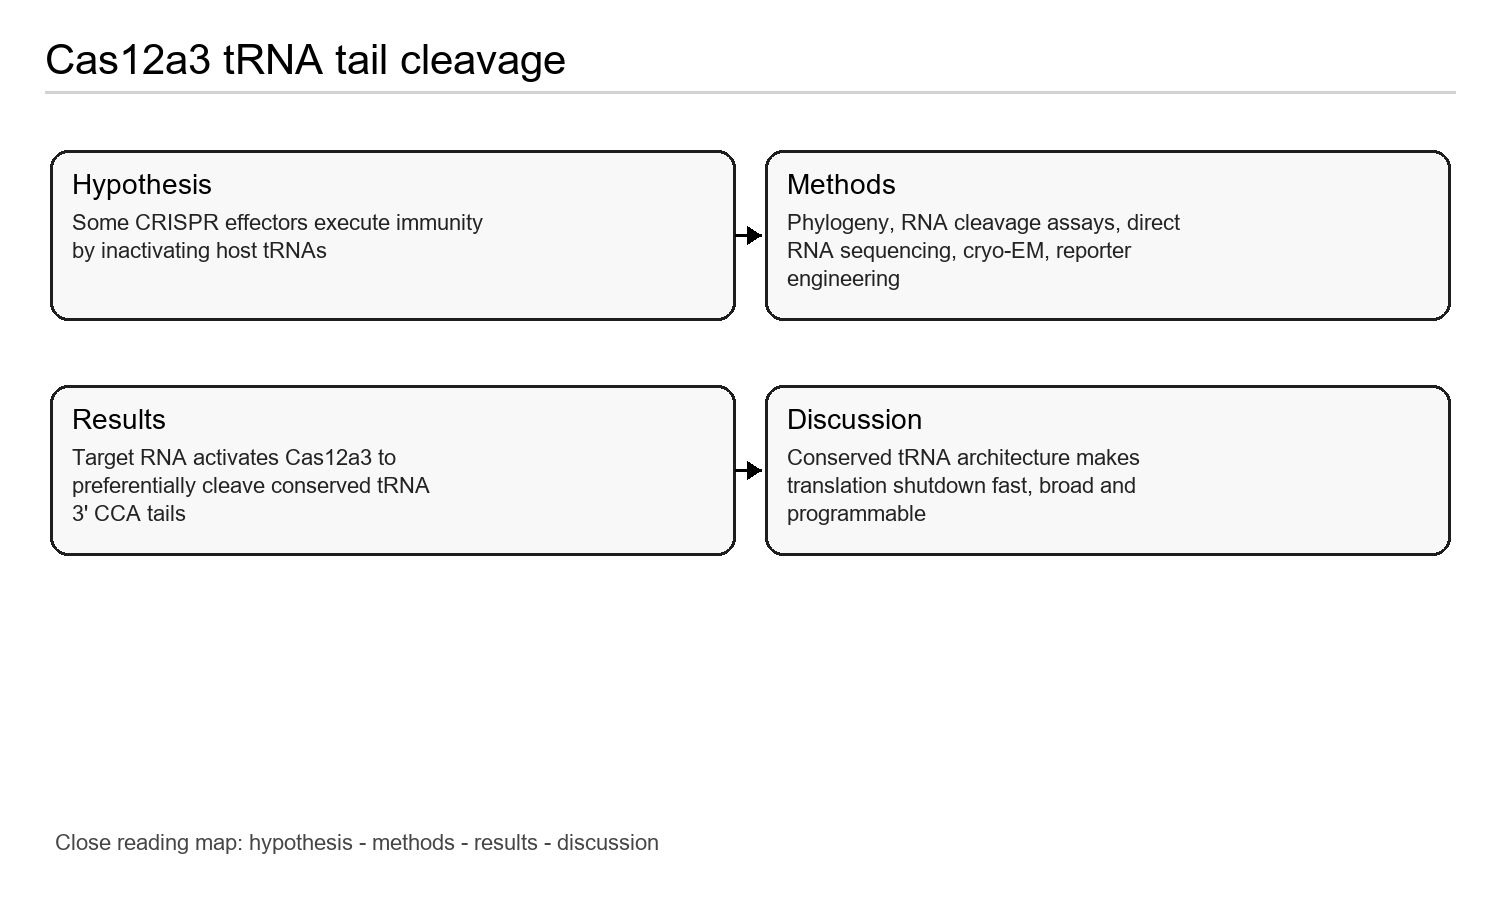 Cas12a3 tRNA tail cleavage
Hypothesis
Some CRISPR effectors execute immunity
by inactivating host tRNAs
Methods
Phylogeny, RNA cleavage assays, direct
RNA sequencing, cryo-EM, reporter
engineering
Results
Target RNA activates Cas12a3 to
preferentially cleave conserved tRNA
3' CCA tails
Discussion
Conserved tRNA architecture makes
translation shutdown fast, broad and
programmable
Close reading map: hypothesis - methods - results - discussion